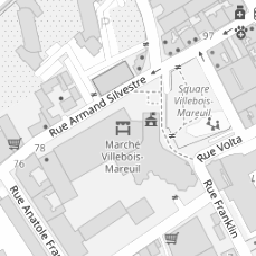 97
Rue Armand Silvestre
Square
Villebois-
Mareuil
78
76
Marché
Villebois-
Mareuil
Rue Volta
Rue Anatole Fra
Rue Franklin